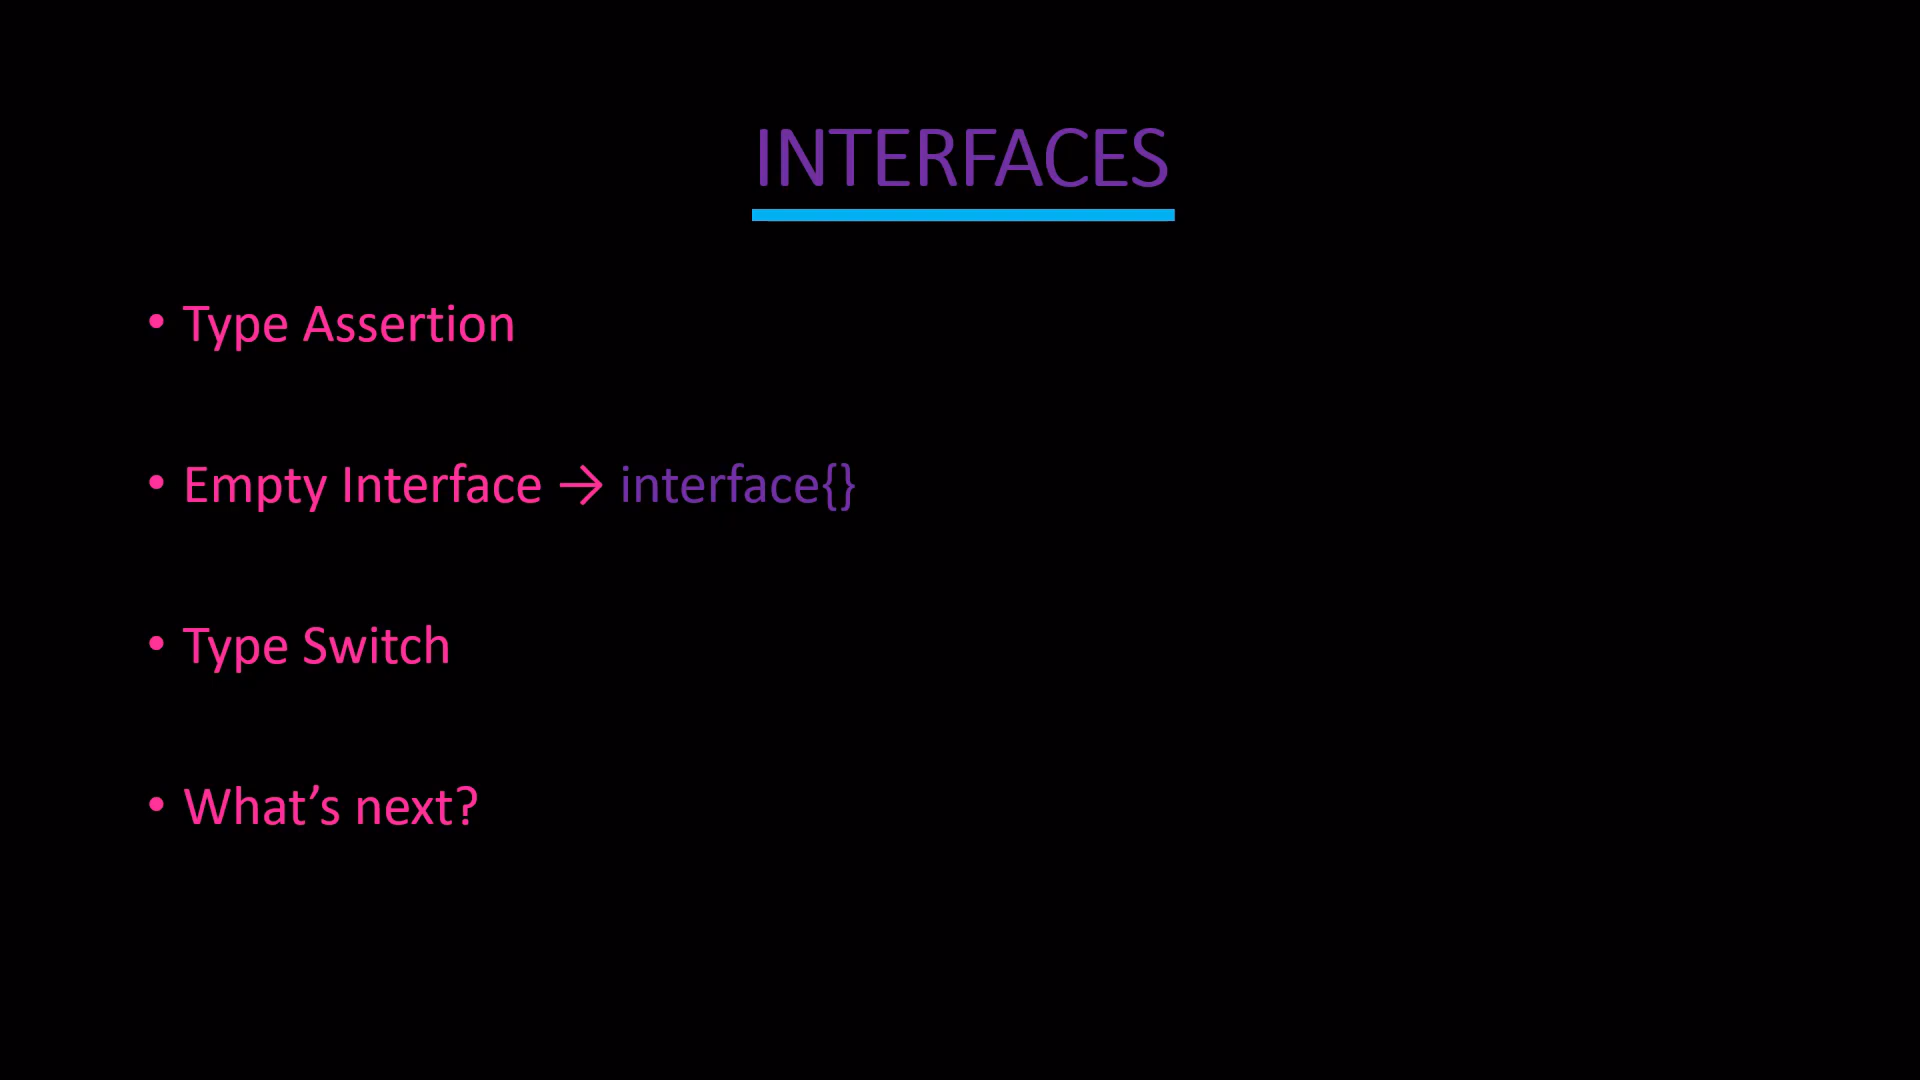 INTERFACES
• Type Assertion
• Empty Interface → interface{}
• Type Switch
• What’s next?